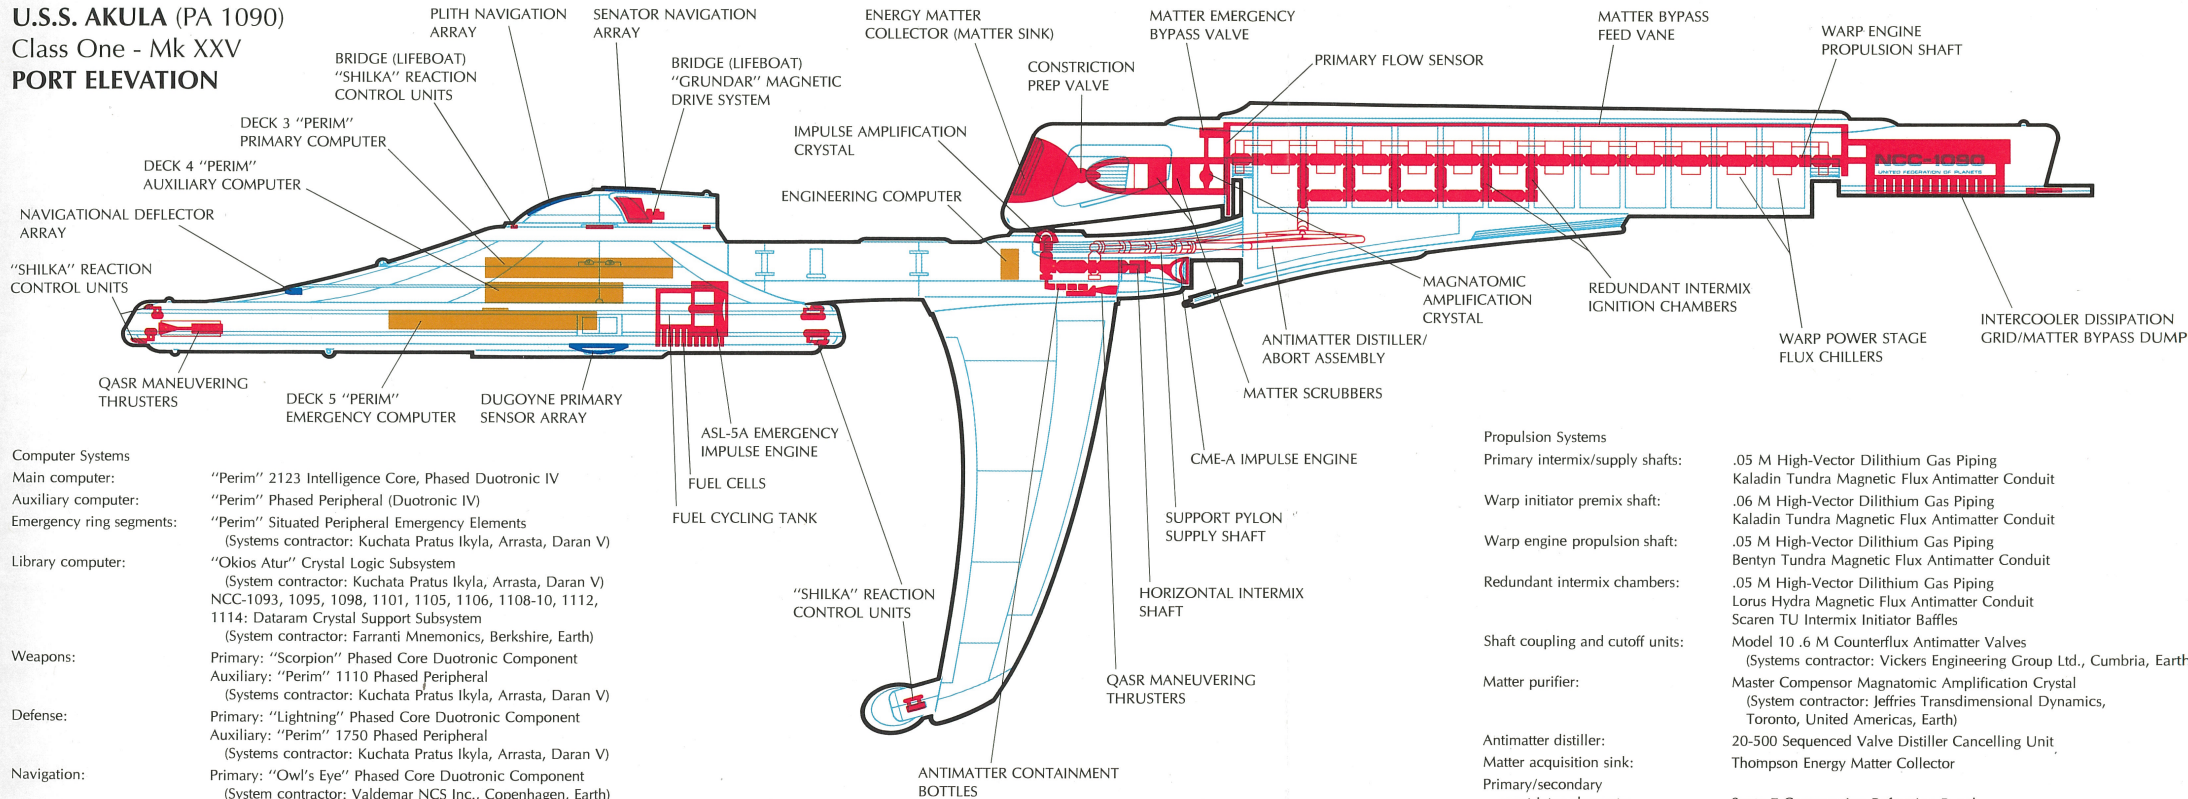 U.S.S. AKULA (PA 1090)
Class One - Mk XXV
PORT ELEVATION
PLITH NAVIGATION
ARRAY
SENATOR NAVIGATION
ARRAY
ENERGY MATTER
COLLECTOR (MATTER SINK)
MATTER EMERGENCY
BYPASS VALVE
MATTER BYPASS
FEED VANE
WARP ENGINE
PROPULSION SHAFT
BRIDGE (LIFEBOAT)
"SHILKA" REACTION
CONTROL UNITS
BRIDGE (LIFEBOAT)
"GRUNDAR" MAGNETIC
DRIVE SYSTEM
CONSTRICTION
PREP VALVE
PRIMARY FLOW SENSOR
DECK 3 "PERIM"
PRIMARY COMPUTER
IMPULSE AMPLIFICATION
CRYSTAL
DECK 4 "PERIM"
AUXILIARY COMPUTER
ENGINEERING COMPUTER
NCC-1090
UNITED FEDERATION OF PLANETS
NAVIGATIONAL DEFLECTOR
ARRAY
"SHILKA" REACTION
CONTROL UNITS
MAGNATOMIC
AMPLIFICATION
CRYSTAL
REDUNDANT INTERMIX
IGNITION CHAMBERS
INTERCOOLER DISSIPATION
GRID/MATTER BYPASS DUMP
ANTIMATTER DISTILLER/
ABORT ASSEMBLY
WARP POWER STAGE
FLUX CHILLERS
QASR MANEUVERING
THRUSTERS
DECK 5 "PERIM"
EMERGENCY COMPUTER
DUGOYNE PRIMARY
SENSOR ARRAY
MATTER SCRUBBERS
ASL-5A EMERGENCY
IMPULSE ENGINE
CME-A IMPULSE ENGINE
FUEL CELLS
FUEL CYCLING TANK
SUPPORT PYLON
SUPPLY SHAFT
"SHILKA" REACTION
CONTROL UNITS
HORIZONTAL INTERMIX
SHAFT
QASR MANEUVERING
THRUSTERS
ANTIMATTER CONTAINMENT
BOTTLES
Computer Systems
Main computer: "Perim" 2123 Intelligence Core, Phased Duotronic IV
Auxiliary computer: "Perim" Phased Peripheral (Duotronic IV)
Emergency ring segments: "Perim" Situated Peripheral Emergency Elements
(Systems contractor: Kuchata Pratus Ikyla, Arrasta, Daran V)
Library computer: "Okios Atur" Crystal Logic Subsystem
(System contractor: Kuchata Pratus Ikyla, Arrasta, Daran V)
NCC-1093, 1095, 1098, 1101, 1105, 1106, 1108-10, 1112,
1114: Dataram Crystal Support Subsystem
(System contractor: Farranti Mnemonics, Berkshire, Earth)
Weapons: Primary: "Scorpion" Phased Core Duotronic Component
Auxiliary: "Perim" 1110 Phased Peripheral
(Systems contractor: Kuchata Pratus Ikyla, Arrasta, Daran V)
Defense: Primary: "Lightning" Phased Core Duotronic Component
Auxiliary: "Perim" 1750 Phased Peripheral
(Systems contractor: Kuchata Pratus Ikyla, Arrasta, Daran V)
Navigation: Primary: "Owl's Eye" Phased Core Duotronic Component
(System contractor: Valdemar NCS Inc., Copenhagen, Earth)
Propulsion Systems
Primary intermix/supply shafts: .05 M High-Vector Dilithium Gas Piping
Kaladin Tundra Magnetic Flux Antimatter Conduit
Warp initiator premix shaft: .06 M High-Vector Dilithium Gas Piping
Kaladin Tundra Magnetic Flux Antimatter Conduit
Warp engine propulsion shaft: .05 M High-Vector Dilithium Gas Piping
Bentyn Tundra Magnetic Flux Antimatter Conduit
Redundant intermix chambers: .05 M High-Vector Dilithium Gas Piping
Lorus Hydra Magnetic Flux Antimatter Conduit
Scaren TU Intermix Initiator Baffles
Shaft coupling and cutoff units: Model 10 .6 M Counterflux Antimatter Valves
(Systems contractor: Vickers Engineering Group Ltd., Cumbria, Earth
Matter purifier: Master Compensor Magnatomic Amplification Crystal
(System contractor: Jeffries Transdimensional Dynamics,
Toronto, United Americas, Earth)
Antimatter distiller: 20-500 Sequenced Valve Distiller Cancelling Unit
Matter acquisition sink: Thompson Energy Matter Collector
Primary/secondary